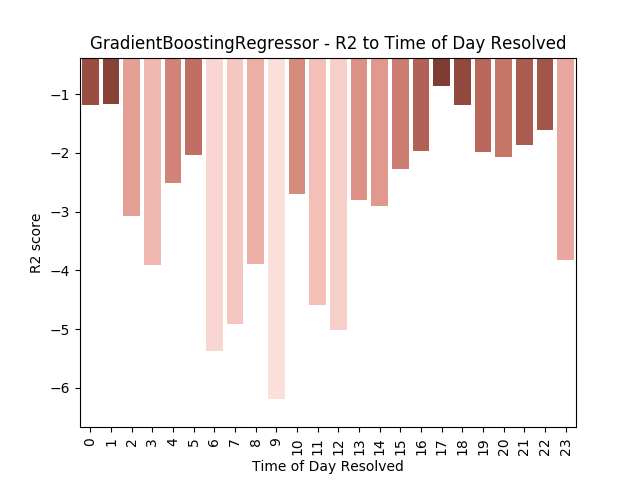 GradientBoostingRegressor - R2 to Time of Day Resolved
−1
−2
−3
−4
−5
−6
R2 score
0 1 2 3 4 5 6 7 8 9 10 11 12 13 14 15 16 17 18 19 20 21 22 23
Time of Day Resolved